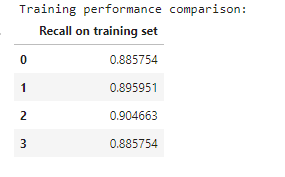 Training performance comparison:
Recall on training set
0 0.885754
1 0.895951
2 0.904663
3 0.885754